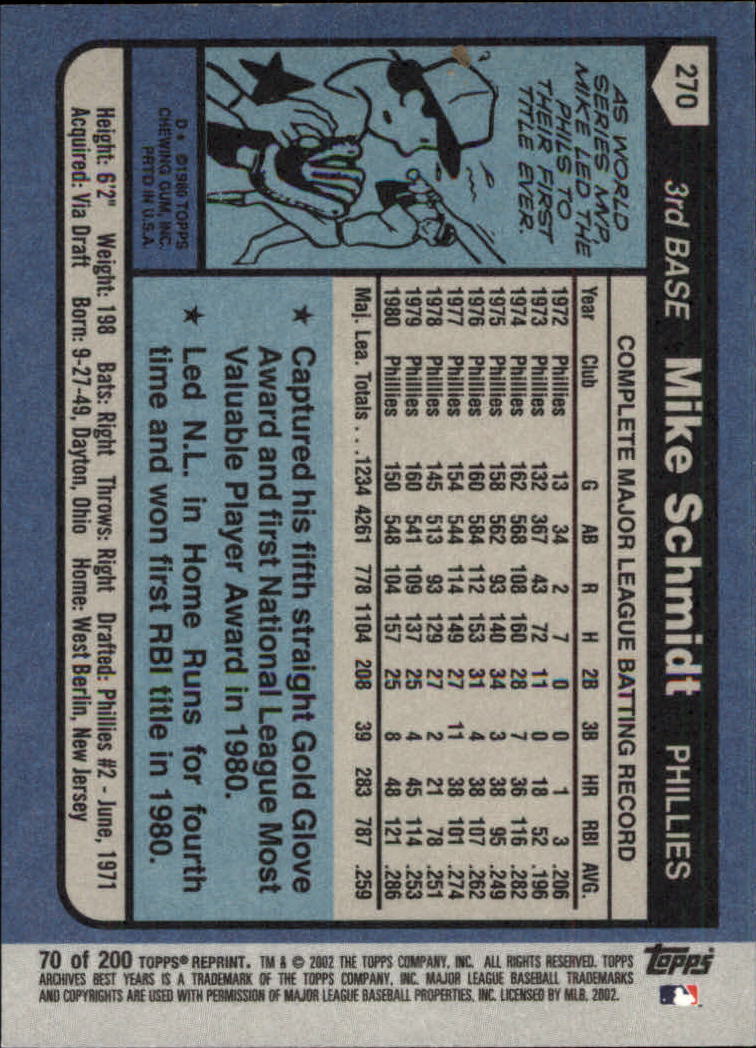 270
3rd BASE Mike Schmidt PHILLIES
AS WORLD
SERIES MVP,
MIKE LED THE
PHILS TO
THEIR FIRST
TITLE EVER.
D* ©1980 TOPPS
CHEWING GUM, INC.
PRTD IN U.S.A.
COMPLETE MAJOR LEAGUE BATTING RECORD
Year Club G AB R H 2B 3B HR RBI AVG.
1972 Phillies 13 34 2 7 0 0 1 3 .206
1973 Phillies 132 367 43 72 11 0 18 52 .196
1974 Phillies 162 568 108 160 28 7 36 116 .282
1975 Phillies 158 562 93 140 34 3 38 95 .249
1976 Phillies 160 584 112 153 31 4 38 107 .262
1977 Phillies 154 544 114 149 27 11 38 101 .274
1978 Phillies 145 513 93 129 27 2 21 78 .251
1979 Phillies 160 541 109 137 25 4 45 114 .253
1980 Phillies 150 548 104 157 25 8 48 121 .286
Maj. Lea. Totals . . . 1234 4261 778 1104 208 39 283 787 .259
★ Captured his fifth straight Gold Glove
Award and first National League Most
Valuable Player Award in 1980.
★ Led N.L. in Home Runs for fourth
time and won first RBI title in 1980.
Height: 6'2" Weight: 198 Bats: Right Throws: Right Drafted: Phillies #2 - June, 1971
Acquired: Via Draft Born: 9-27-49, Dayton, Ohio Home: West Berlin, New Jersey
70 of 200 TOPPS® REPRINT. TM & © 2002 THE TOPPS COMPANY, INC. ALL RIGHTS RESERVED. TOPPS
ARCHIVES BEST YEARS IS A TRADEMARK OF THE TOPPS COMPANY, INC. MAJOR LEAGUE BASEBALL TRADEMARKS
AND COPYRIGHTS ARE USED WITH PERMISSION OF MAJOR LEAGUE BASEBALL PROPERTIES, INC. LICENSED BY MLB, 2002.
topps